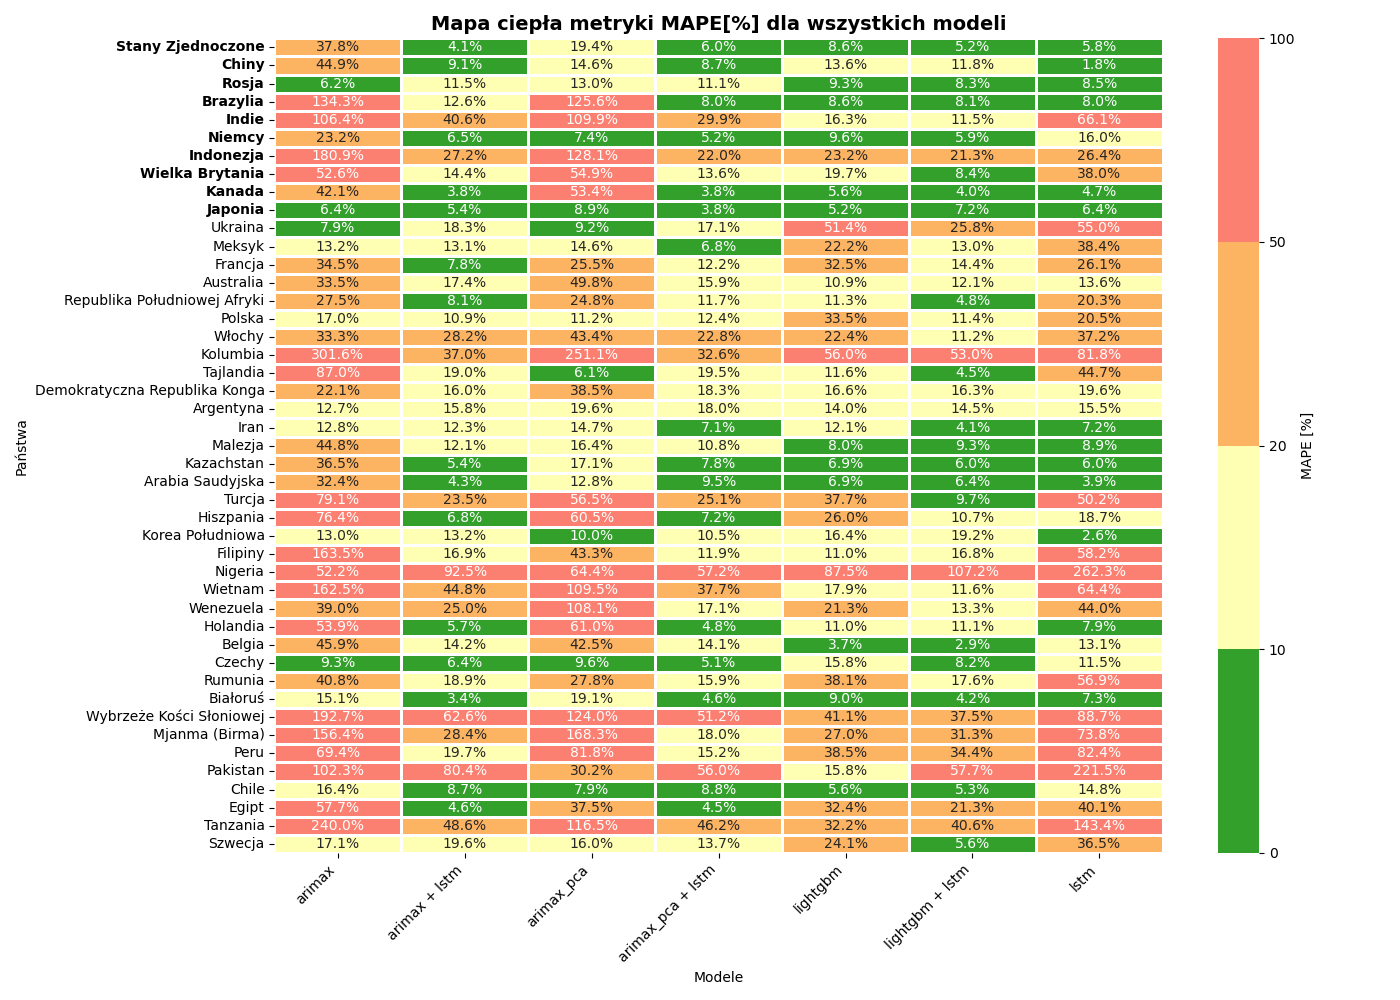 Mapa ciepła metryki MAPE[%] dla wszystkich modeli
Stany Zjednoczone 37.8% 4.1% 19.4% 6.0% 8.6% 5.2% 5.8%
Chiny 44.9% 9.1% 14.6% 8.7% 13.6% 11.8% 1.8%
Rosja 6.2% 11.5% 13.0% 11.1% 9.3% 8.3% 8.5%
Brazylia 134.3% 12.6% 125.6% 8.0% 8.6% 8.1% 8.0%
Indie 106.4% 40.6% 109.9% 29.9% 16.3% 11.5% 66.1%
Niemcy 23.2% 6.5% 7.4% 5.2% 9.6% 5.9% 16.0%
Indonezja 180.9% 27.2% 128.1% 22.0% 23.2% 21.3% 26.4%
Wielka Brytania 52.6% 14.4% 54.9% 13.6% 19.7% 8.4% 38.0%
Kanada 42.1% 3.8% 53.4% 3.8% 5.6% 4.0% 4.7%
Japonia 6.4% 5.4% 8.9% 3.8% 5.2% 7.2% 6.4%
Ukraina 7.9% 18.3% 9.2% 17.1% 51.4% 25.8% 55.0%
Meksyk 13.2% 13.1% 14.6% 6.8% 22.2% 13.0% 38.4%
Francja 34.5% 7.8% 25.5% 12.2% 32.5% 14.4% 26.1%
Australia 33.5% 17.4% 49.8% 15.9% 10.9% 12.1% 13.6%
Republika Południowej Afryki 27.5% 8.1% 24.8% 11.7% 11.3% 4.8% 20.3%
Polska 17.0% 10.9% 11.2% 12.4% 33.5% 11.4% 20.5%
Włochy 33.3% 28.2% 43.4% 22.8% 22.4% 11.2% 37.2%
Kolumbia 301.6% 37.0% 251.1% 32.6% 56.0% 53.0% 81.8%
Tajlandia 87.0% 19.0% 6.1% 19.5% 11.6% 4.5% 44.7%
Demokratyczna Republika Konga 22.1% 16.0% 38.5% 18.3% 16.6% 16.3% 19.6%
Argentyna 12.7% 15.8% 19.6% 18.0% 14.0% 14.5% 15.5%
Iran 12.8% 12.3% 14.7% 7.1% 12.1% 4.1% 7.2%
Malezja 44.8% 12.1% 16.4% 10.8% 8.0% 9.3% 8.9%
Kazachstan 36.5% 5.4% 17.1% 7.8% 6.9% 6.0% 6.0%
Arabia Saudyjska 32.4% 4.3% 12.8% 9.5% 6.9% 6.4% 3.9%
Turcja 79.1% 23.5% 56.5% 25.1% 37.7% 9.7% 50.2%
Hiszpania 76.4% 6.8% 60.5% 7.2% 26.0% 10.7% 18.7%
Korea Południowa 13.0% 13.2% 10.0% 10.5% 16.4% 19.2% 2.6%
Filipiny 163.5% 16.9% 43.3% 11.9% 11.0% 16.8% 58.2%
Nigeria 52.2% 92.5% 64.4% 57.2% 87.5% 107.2% 262.3%
Wietnam 162.5% 44.8% 109.5% 37.7% 17.9% 11.6% 64.4%
Wenezuela 39.0% 25.0% 108.1% 17.1% 21.3% 13.3% 44.0%
Holandia 53.9% 5.7% 61.0% 4.8% 11.0% 11.1% 7.9%
Belgia 45.9% 14.2% 42.5% 14.1% 3.7% 2.9% 13.1%
Czechy 9.3% 6.4% 9.6% 5.1% 15.8% 8.2% 11.5%
Rumunia 40.8% 18.9% 27.8% 15.9% 38.1% 17.6% 56.9%
Białoruś 15.1% 3.4% 19.1% 4.6% 9.0% 4.2% 7.3%
Wybrzeże Kości Słoniowej 192.7% 62.6% 124.0% 51.2% 41.1% 37.5% 88.7%
Mjanma (Birma) 156.4% 28.4% 168.3% 18.0% 27.0% 31.3% 73.8%
Peru 69.4% 19.7% 81.8% 15.2% 38.5% 34.4% 82.4%
Pakistan 102.3% 80.4% 30.2% 56.0% 15.8% 57.7% 221.5%
Chile 16.4% 8.7% 7.9% 8.8% 5.6% 5.3% 14.8%
Egipt 57.7% 4.6% 37.5% 4.5% 32.4% 21.3% 40.1%
Tanzania 240.0% 48.6% 116.5% 46.2% 32.2% 40.6% 143.4%
Szwecja 17.1% 19.6% 16.0% 13.7% 24.1% 5.6% 36.5%
arimax
arimax + lstm
arimax_pca
arimax_pca + lstm
lightgbm
lightgbm + lstm
lstm
Modele
Państwa
100
50
20
10
0
MAPE [%]